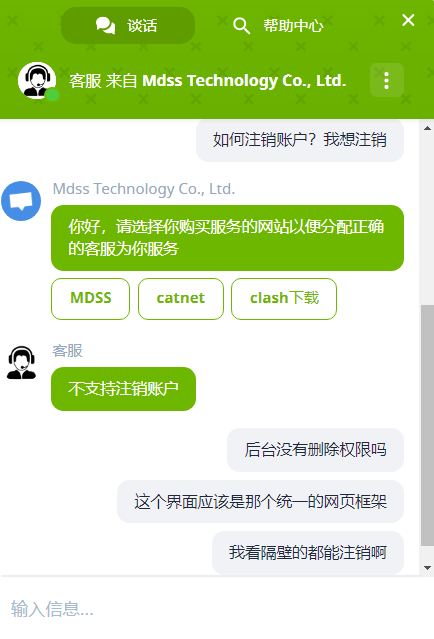 谈话 帮助中心
客服 来自 Mdss Technology Co., Ltd.
如何注销账户？我想注销
Mdss Technology Co., Ltd.
你好，请选择你购买服务的网站以便分配正确
的客服为你服务
MDSS catnet clash下载
客服
不支持注销账户
后台没有删除权限吗
这个界面应该是那个统一的网页框架
我看隔壁的都能注销啊
输入信息...